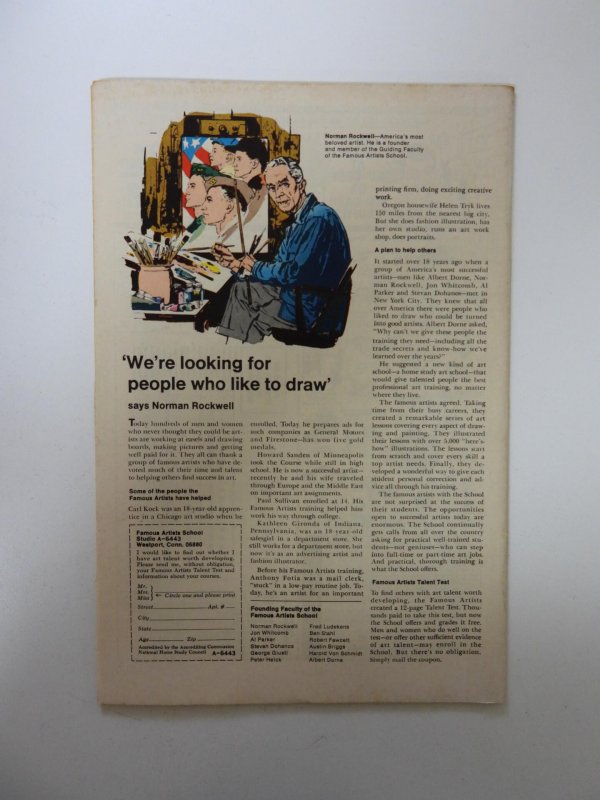 Norman Rockwell—America's most
beloved artist. He is a founder
and member of the Guiding Faculty
of the Famous Artists School.
'We're looking for
people who like to draw'
says Norman Rockwell
Today hundreds of men and women
who never thought they could be art-
ists are working at easels and drawing
boards, making pictures and getting
well paid for it. They all can thank a
group of famous artists who have de-
voted much of their time and talent
to helping others find success in art.
Some of the people the
Famous Artists have helped
Carl Kock was an 18-year-old appren-
tice in a Chicago art studio when he
Famous Artists School
Studio A-6443
Westport, Conn. 06880
I would like to find out whether I
have art talent worth developing.
Please send me, without obligation,
your Famous Artists Talent Test and
information about your courses.
Mr.
Mrs.
Miss
Circle one and please print
Street Apt. #
City
State
Age Zip
Accredited by the Accrediting Commission
National Home Study Council A-6443
enrolled. Today he prepares ads for
such companies as General Motors
and Firestone—has won five gold
medals.
Howard Sanden of Minneapolis
took the Course while still in high
school. He is now a successful artist—
recently he and his wife traveled
through Europe and the Middle East
on important art assignments.
Paul Sullivan enrolled at 14. His
Famous Artists training helped him
work his way through college.
Kathleen Gironda of Indiana,
Pennsylvania, was an 18-year-old
salesgirl in a department store. She
still works for a department store, but
now it's as an advertising artist and
fashion illustrator.
Before his Famous Artists training,
Anthony Fotia was a mail clerk,
"stuck" in a low-pay routine job. To-
day, he's an artist for an important
Founding Faculty of the
Famous Artists School
Norman Rockwell
Jon Whitcomb
Al Parker
Stevan Dohanos
George Giusti
Peter Helck
Fred Ludekens
Ben Stahl
Robert Fawcett
Austin Briggs
Harold Von Schmidt
Albert Dorne
printing firm, doing exciting creative
work.
Oregon housewife Helen Tryk lives
150 miles from the nearest big city.
But she does fashion illustration, has
her own studio, runs an art work
shop, does portraits.
A plan to help others
It started over 18 years ago when a
group of America's most successful
artists—men like Albert Dorne, Nor-
man Rockwell, Jon Whitcomb, Al
Parker and Stevan Dohanos—met in
New York City. They knew that all
over America there were people who
liked to draw who could be turned
into good artists. Albert Dorne asked,
"Why can't we give these people the
training they need—including all the
trade secrets and know-how we've
learned over the years?"
He suggested a new kind of art
school—a home study art school—that
would give talented people the best
professional art training, no matter
where they live.
The famous artists agreed. Taking
time from their busy careers, they
created a remarkable series of art
lessons covering every aspect of draw-
ing and painting. They illustrated
their lessons with over 5,000 "here's-
how" illustrations. The lessons start
from scratch and cover every skill a
top artist needs. Finally, they de-
veloped a wonderful way to give each
student personal correction and ad-
vice all through his training.
The famous artists with the School
are not surprised at the success of
their students. The opportunities
open to successful artists today are
enormous. The School continually
gets calls from all over the country
asking for practical well-trained stu-
dents—not geniuses—who can step
into full-time or part-time art jobs.
And practical, thorough training is
what the School offers.
Famous Artists Talent Test
To find others with art talent worth
developing, the Famous Artists
created a 12-page Talent Test. Thou-
sands paid to take this test, but now
the School offers and grades it free.
Men and women who do well on the
test—or offer other sufficient evidence
of art talent—may enroll in the
School. But there's no obligation.
Simply mail the coupon.